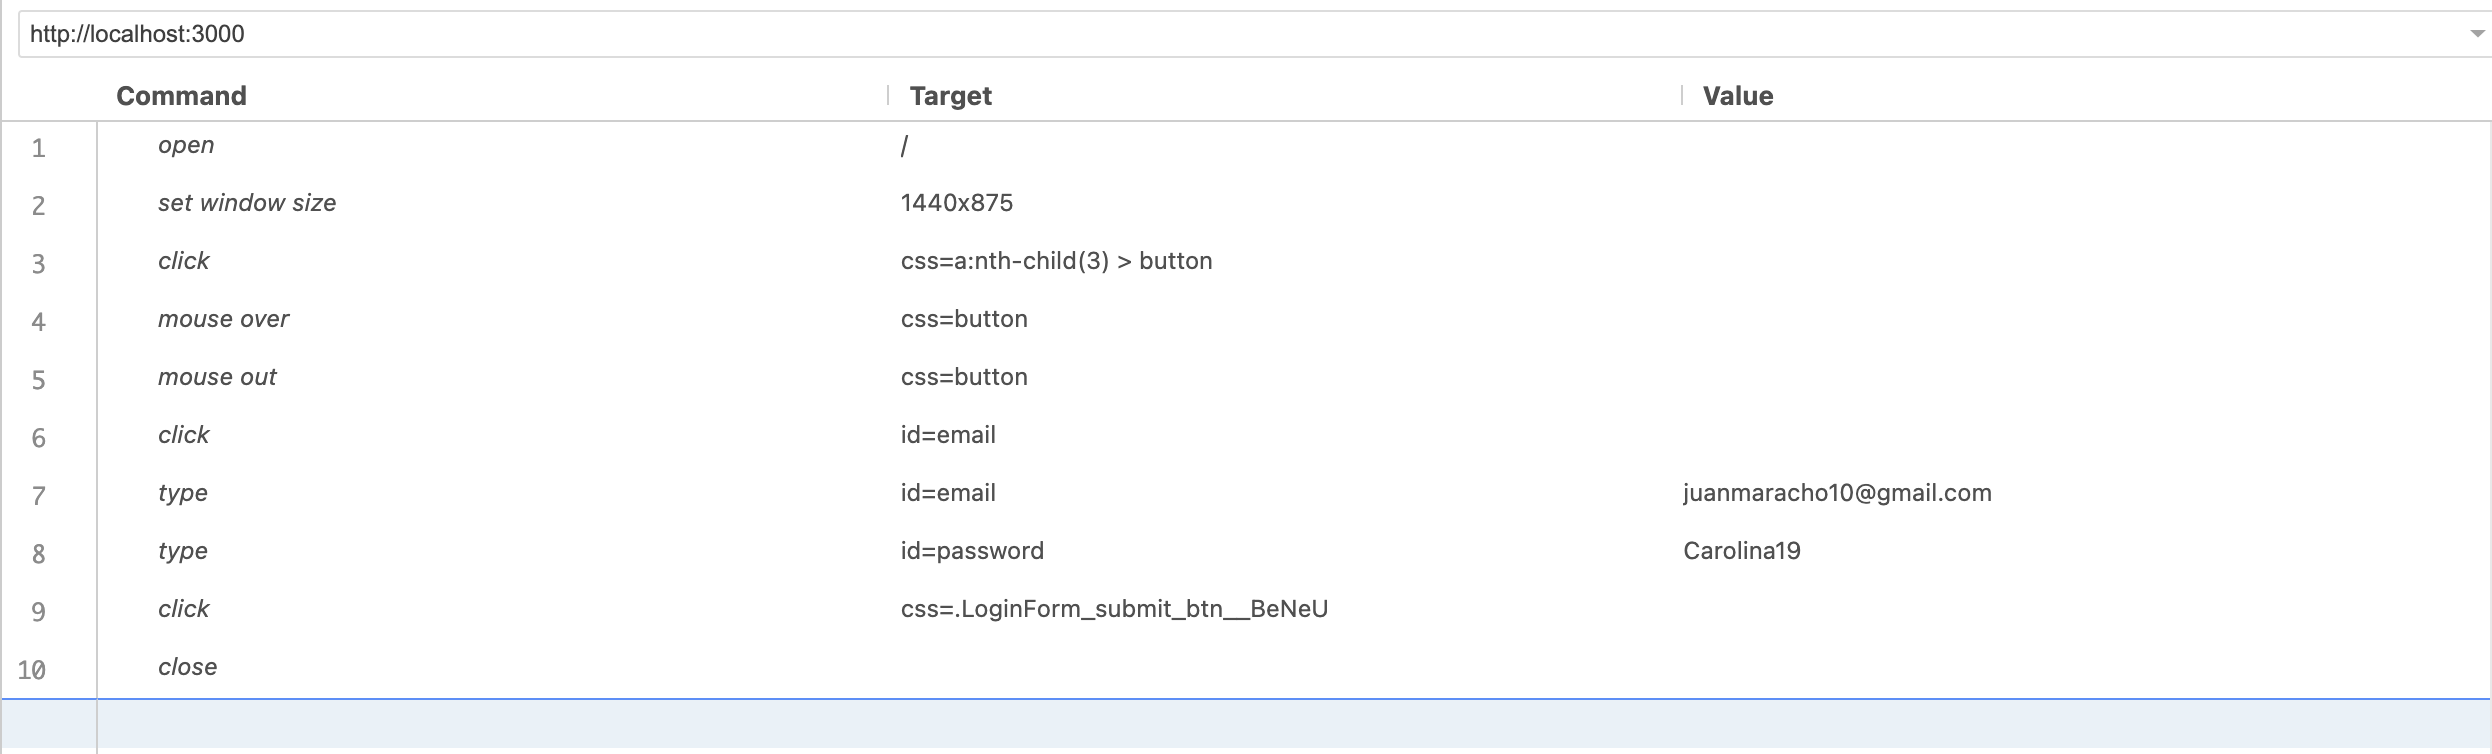 http://localhost:3000
Command Target Value
1 open /
2 set window size 1440x875
3 click css=a:nth-child(3) > button
4 mouse over css=button
5 mouse out css=button
6 click id=email
7 type id=email juanmaracho10@gmail.com
8 type id=password Carolina19
9 click css=.LoginForm_submit_btn__BeNeU
10 close